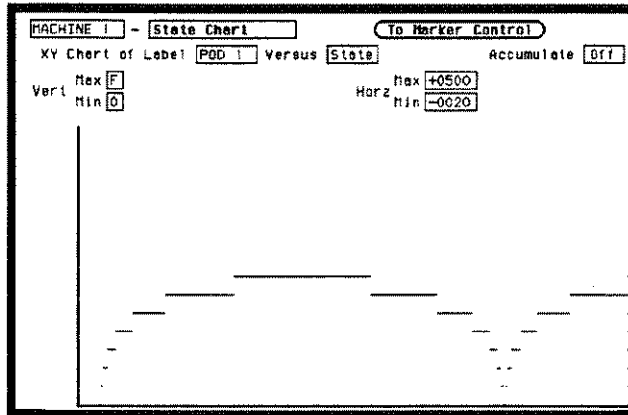 MACHINE 1 - State Chart To Marker Control
XY Chart of Label POD 1 Versus State Accumulate Off
Vert Max F Horz Max +0500
Min 0 Min -0020